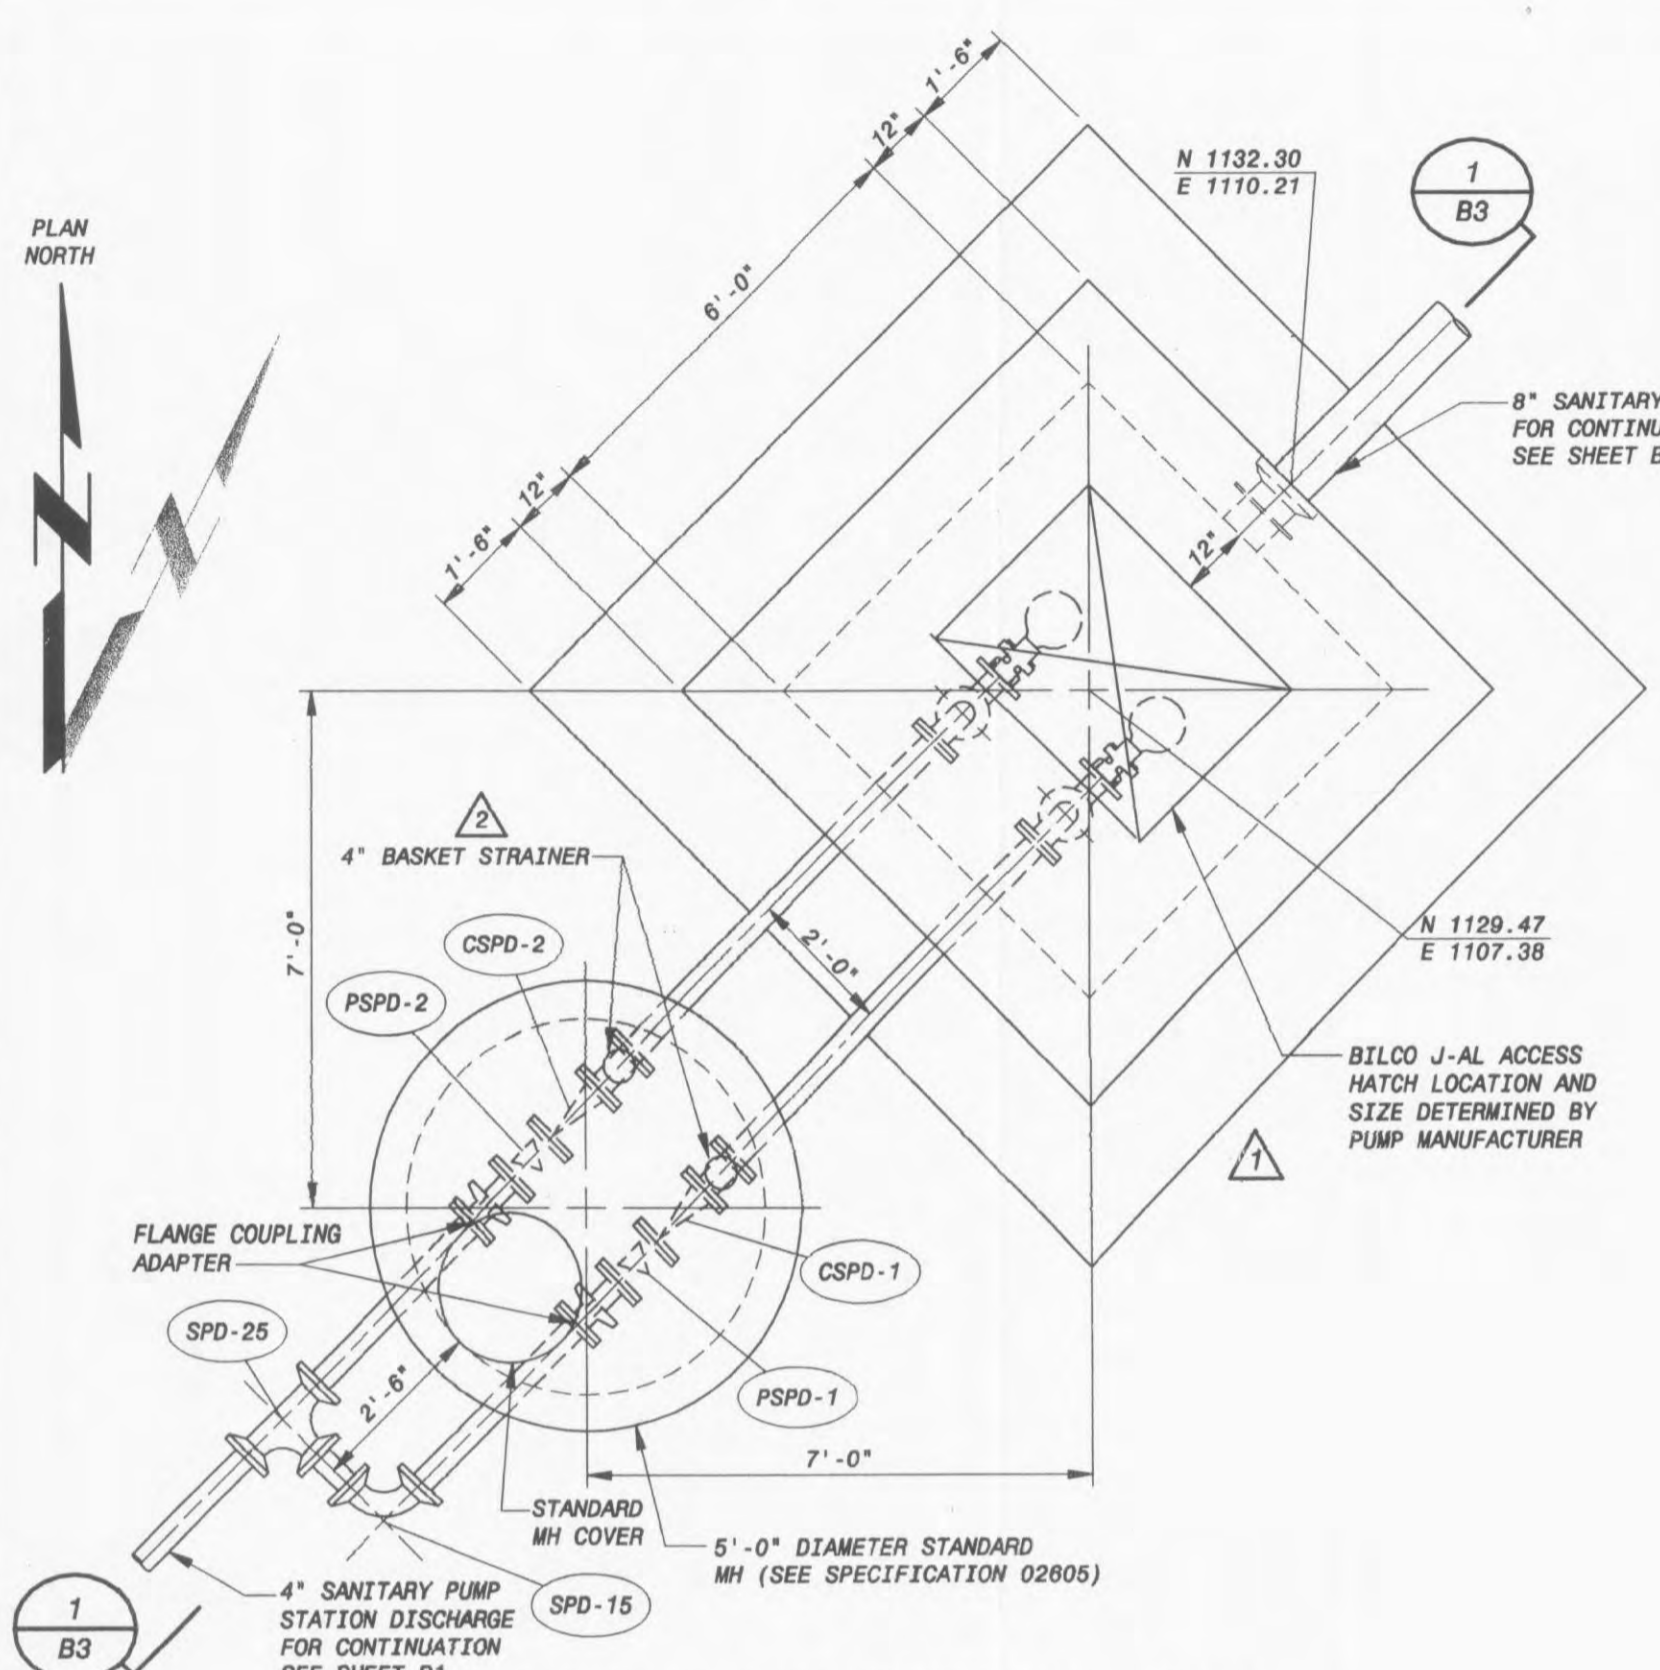 1'-6"
12"
N 1132.30
E 1110.21
1
B3
PLAN
NORTH
6'-0"
8" SANITARY
FOR
SEE SHEET
12"
1'-6"
12"
2
4" BASKET STRAINER
7'-0"
CSPD-2
2'-0"
N 1129.47
E 1107.38
PSPD-2
BILCO J-AL ACCESS
HATCH LOCATION AND
SIZE DETERMINED BY
PUMP MANUFACTURER
1
FLANGE COUPLING
ADAPTER
CSPD-1
SPD-25
PSPD-1
2'-6"
7'-0"
STANDARD
MH COVER
5'-0" DIAMETER STANDARD
MH (SEE SPECIFICATION 02605)
4" SANITARY PUMP
STATION DISCHARGE
FOR CONTINUATION
SPD-15
1
B3